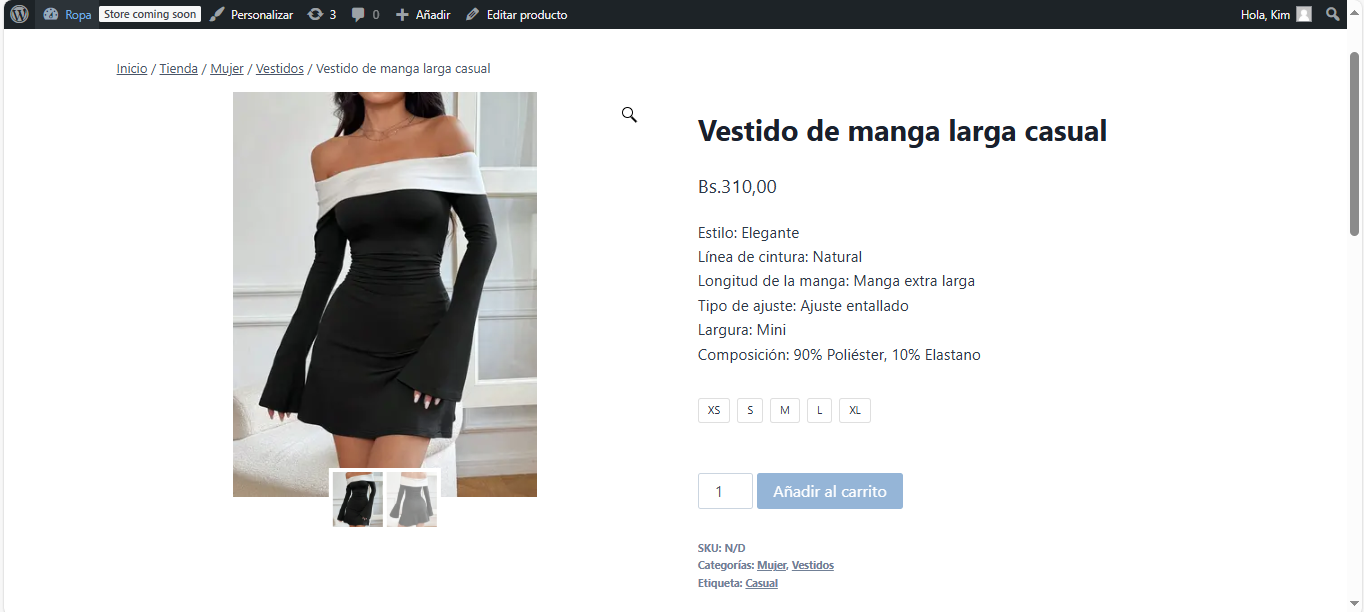 Ropa Store coming soon Personalizar 3 0 Añadir Editar producto Hola, Kim
Inicio / Tienda / Mujer / Vestidos / Vestido de manga larga casual
Vestido de manga larga casual
Bs.310,00
Estilo: Elegante
Línea de cintura: Natural
Longitud de la manga: Manga extra larga
Tipo de ajuste: Ajuste entallado
Largura: Mini
Composición: 90% Poliéster, 10% Elastano
XS S M L XL
1 Añadir al carrito
SKU: N/D
Categorías: Mujer, Vestidos
Etiqueta: Casual